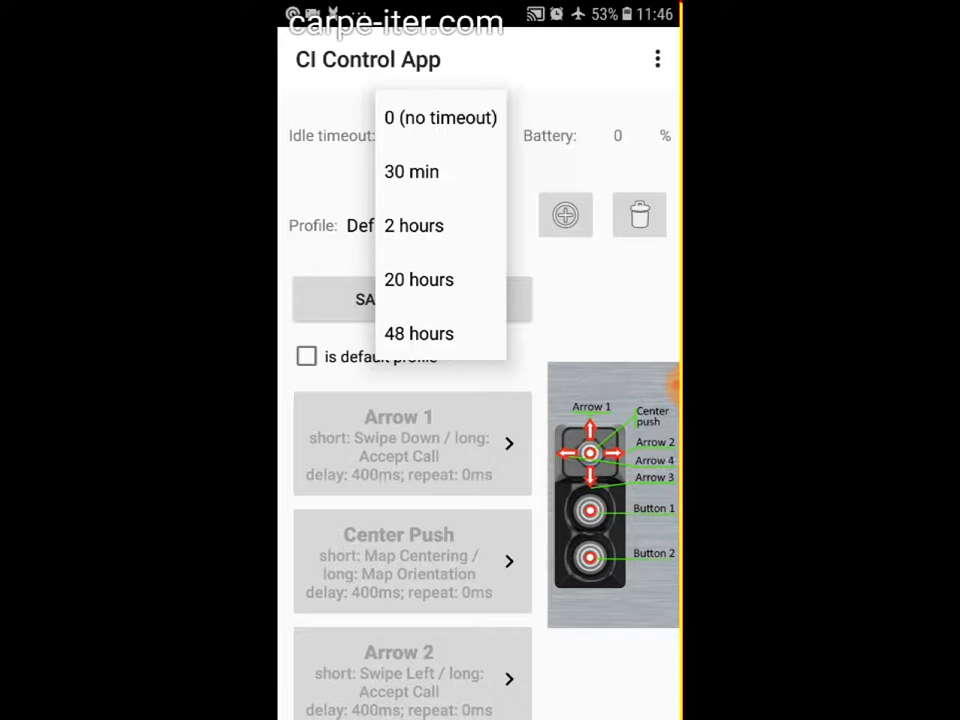 carpe-iter.com
53% 11:46
CI Control App
Idle timeout:
Battery: 0 %
0 (no timeout)
30 min
2 hours
20 hours
48 hours
Profile: Def
SA
is default profile
Arrow 1
short: Swipe Down / long:
Accept Call
delay: 400ms; repeat: 0ms
Center Push
short: Map Centering /
long: Map Orientation
delay: 400ms; repeat: 0ms
Arrow 2
short: Swipe Left / long:
Accept Call
delay: 400ms; repeat: 0ms
Arrow 1
Center
push
Arrow 2
Arrow 4
Arrow 3
Button 1
Button 2